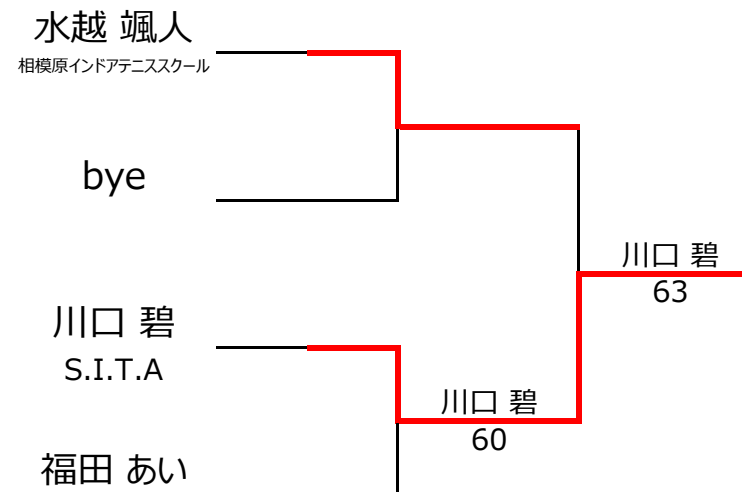 水越 颯人
相模原インドアテニススクール
bye
川口 碧
63
川口 碧
S.I.T.A
川口 碧
60
福田 あい